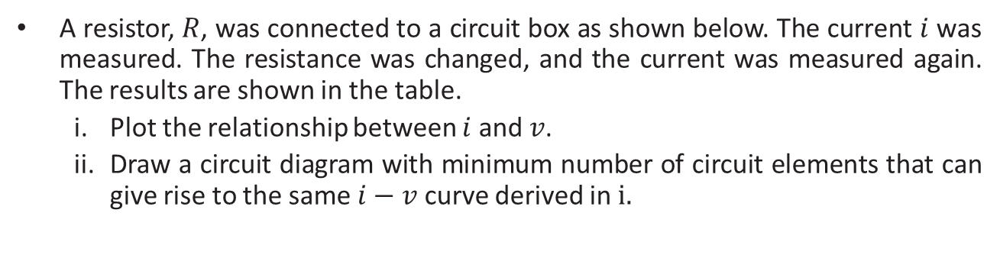 • A resistor, R, was connected to a circuit box as shown below. The current i was
measured. The resistance was changed, and the current was measured again.
The results are shown in the table.
i. Plot the relationship between i and v.
ii. Draw a circuit diagram with minimum number of circuit elements that can
give rise to the same i − v curve derived in i.